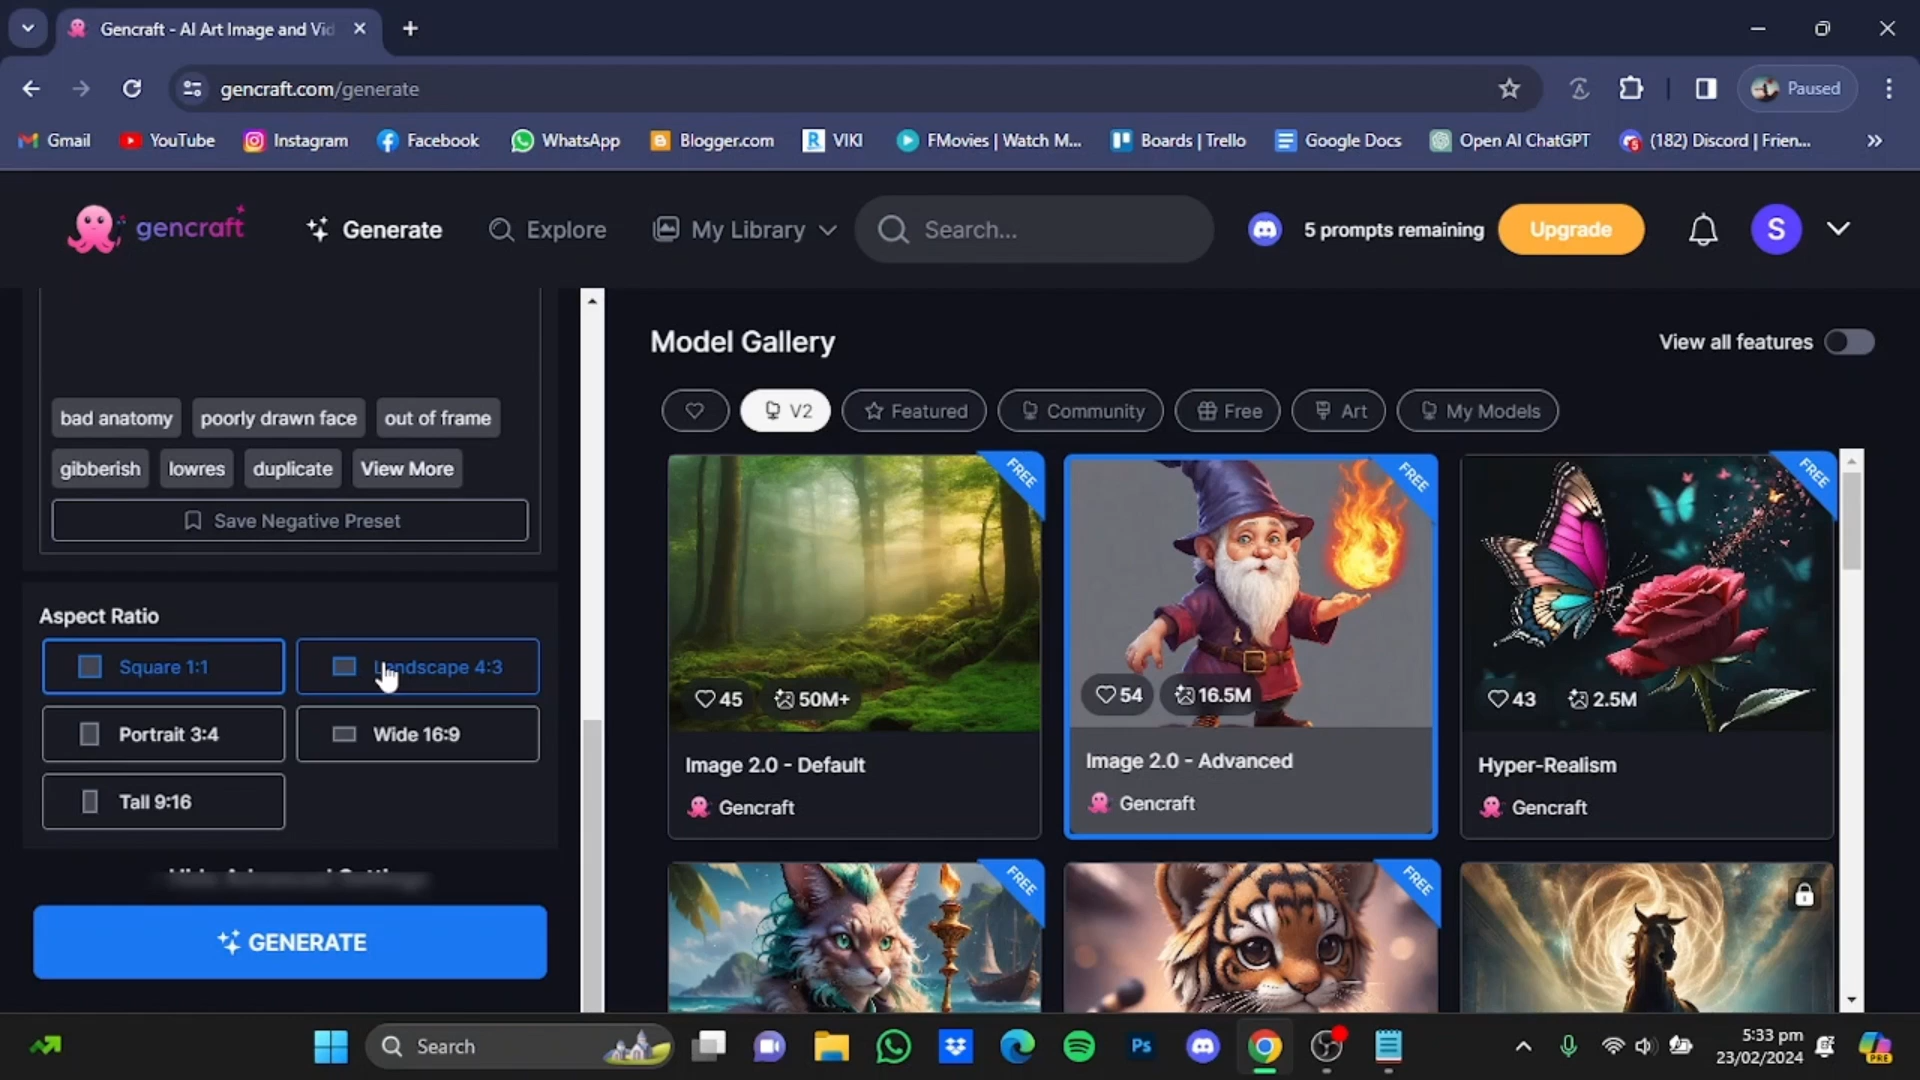 Gencraft - AI Art Image and Vid
gencraft.com/generate
Paused
Gmail YouTube Instagram Facebook WhatsApp Blogger.com VIKI FMovies | Watch M... Boards | Trello Google Docs Open AI ChatGPT (182) Discord | Frien...
gencraft Generate Explore My Library Search... 5 prompts remaining Upgrade S
Model Gallery
View all features
V2 Featured Community Free Art My Models
bad anatomy poorly drawn face out of frame
gibberish lowres duplicate View More
Save Negative Preset
Aspect Ratio
Square 1:1 Landscape 4:3
Portrait 3:4 Wide 16:9
Tall 9:16
GENERATE
FREE
45 50M+
Image 2.0 - Default
Gencraft
FREE
54 16.5M
Image 2.0 - Advanced
Gencraft
FREE
43 2.5M
Hyper-Realism
Gencraft
FREE
FREE
Search
Ps
5:33 pm
23/02/2024
PRE